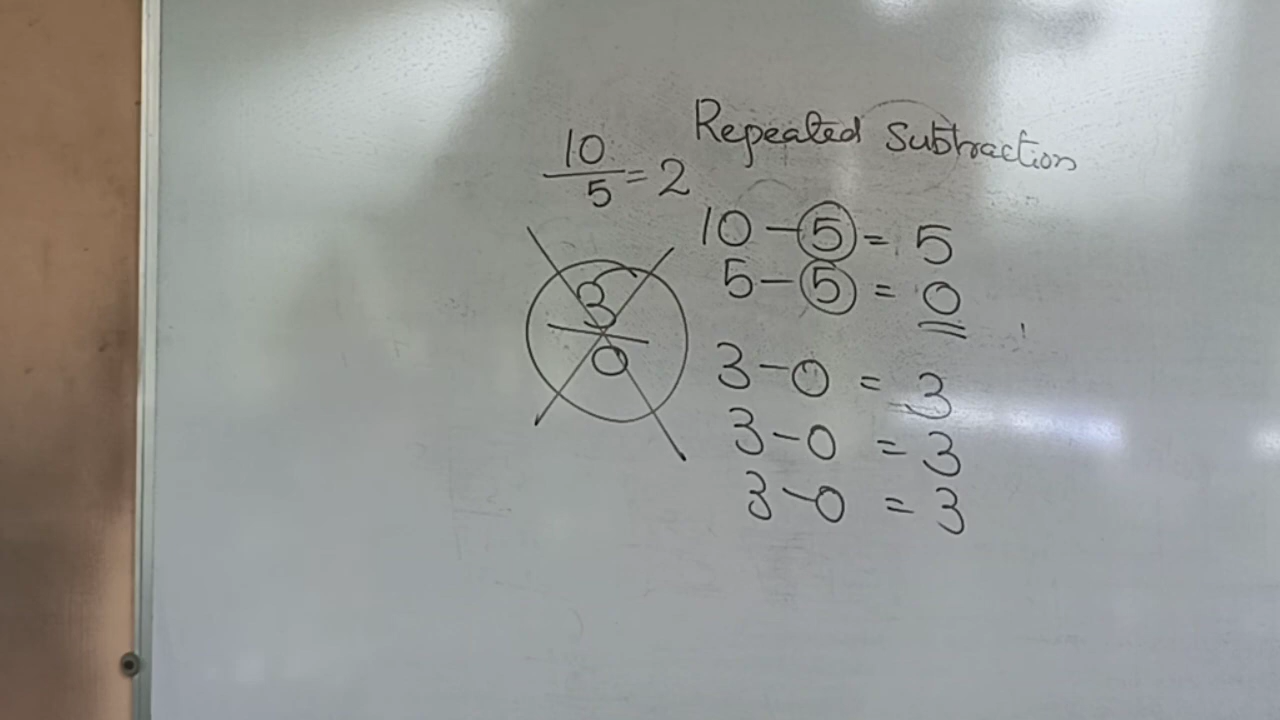 Repeated Subtraction
10/5 = 2
10 - 5 = 5
5 - 5 = 0
3/0
3 - 0 = 3
3 - 0 = 3
3 - 0 = 3